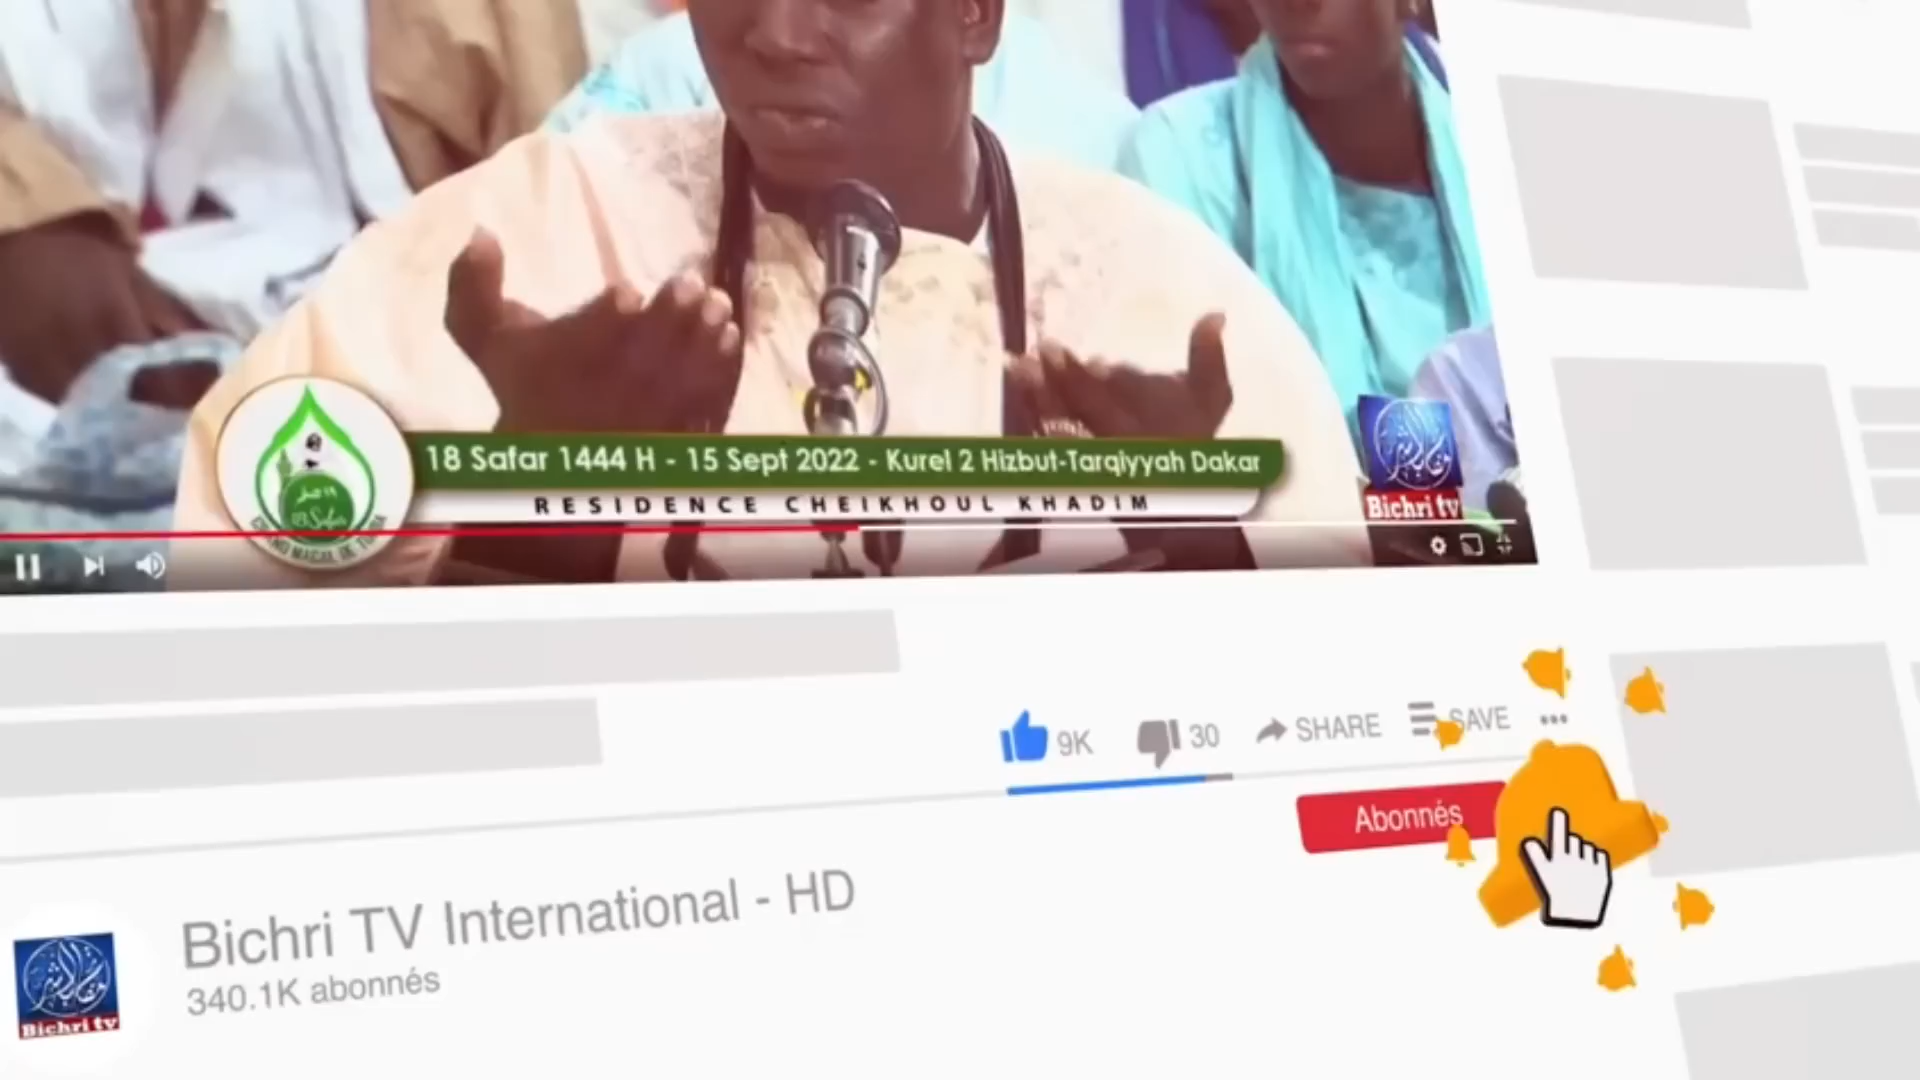 18 Safar 1444 H - 15 Sept 2022 - Kurel 2 Hizbut-Tarqiyyah Dakar
RESIDENCE CHEIKHOUL KHADIM
Bichri tv
9K
30
SHARE
SAVE
Abonnés
Bichri TV International - HD
340.1K abonnés
Bichri tv